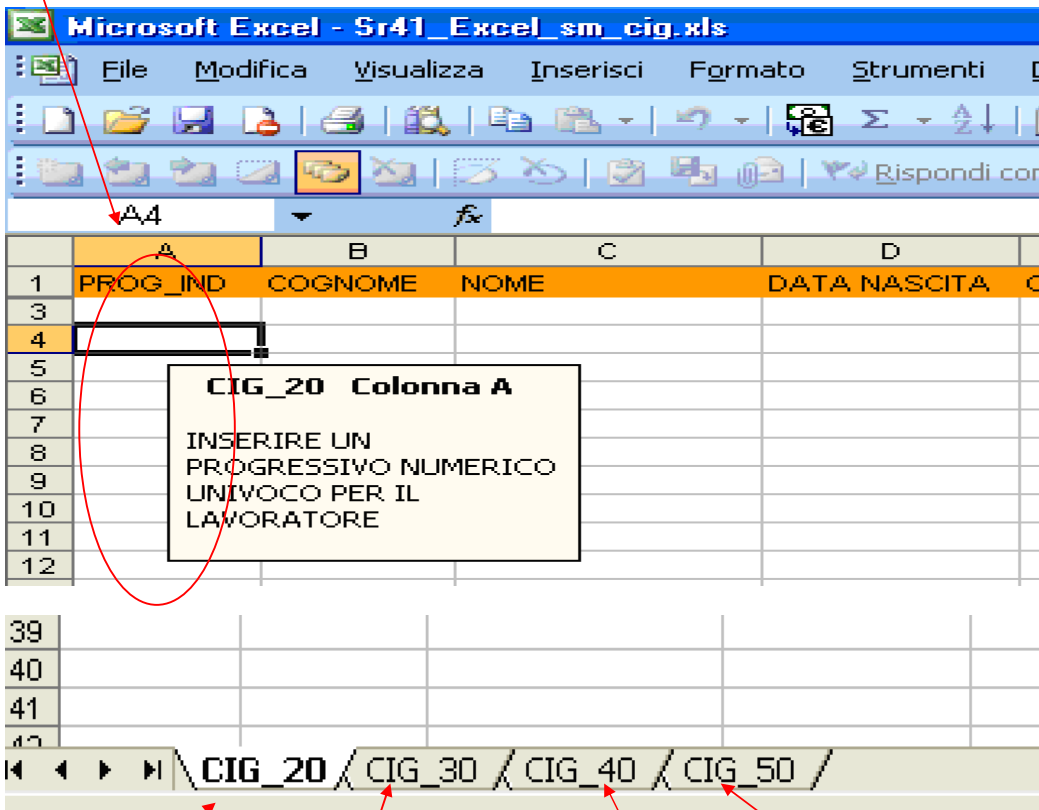 Microsoft Excel - Sr41_Excel_sm_cig.xls
File Modifica Visualizza Inserisci Formato Strumenti
Rispondi
A4 fx
A B C D
1 PROG_IND COGNOME NOME DATA NASCITA
3
4
5
6
7
8
9
10
11
12
CIG_20 Colonna A
INSERIRE UN
PROGRESSIVO NUMERICO
UNIVOCO PER IL
LAVORATORE
39
40
41
CIG_20 CIG_30 CIG_40 CIG_50